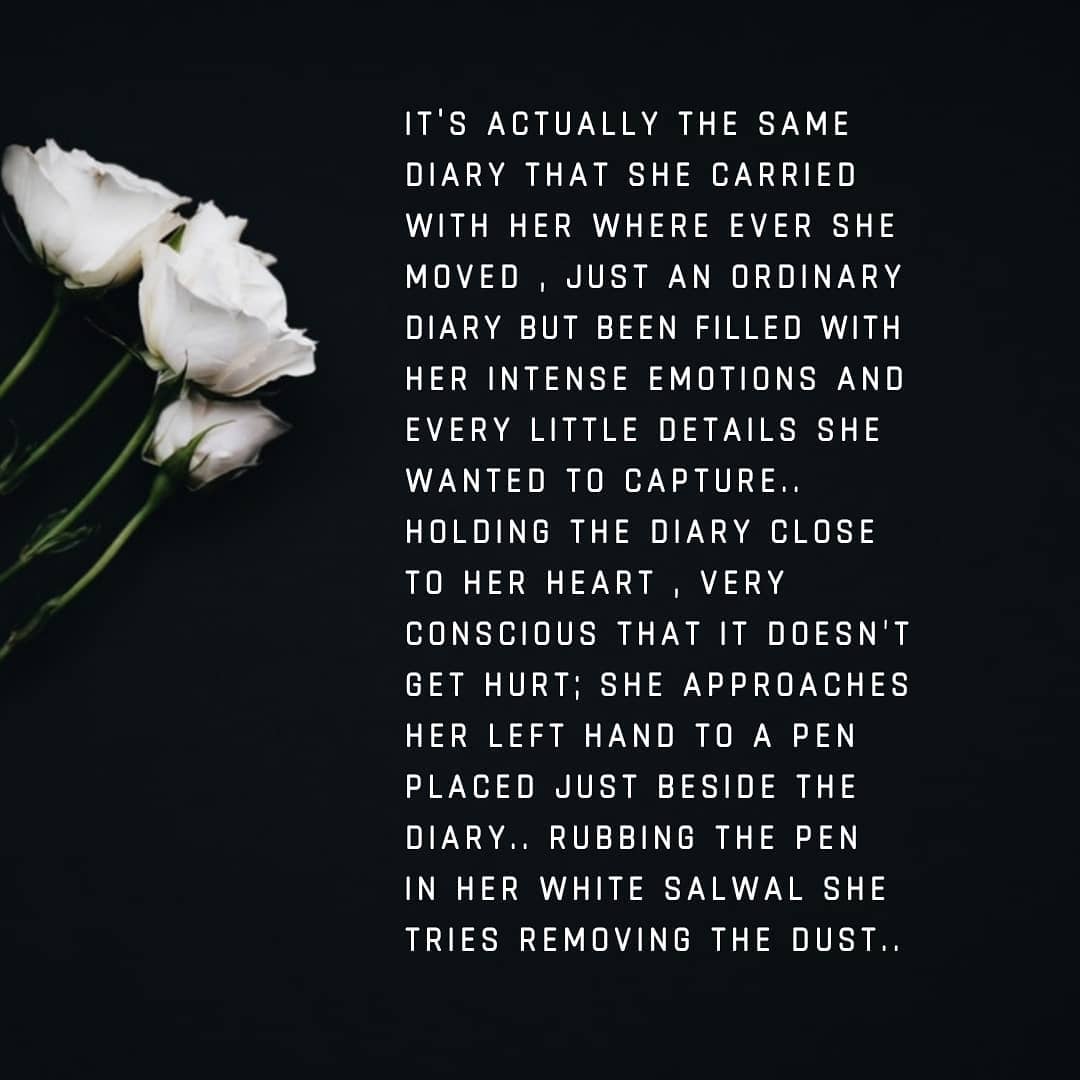 IT'S ACTUALLY THE SAME
DIARY THAT SHE CARRIED
WITH HER WHERE EVER SHE
MOVED , JUST AN ORDINARY
DIARY BUT BEEN FILLED WITH
HER INTENSE EMOTIONS AND
EVERY LITTLE DETAILS SHE
WANTED TO CAPTURE..
HOLDING THE DIARY CLOSE
TO HER HEART , VERY
CONSCIOUS THAT IT DOESN'T
GET HURT; SHE APPROACHES
HER LEFT HAND TO A PEN
PLACED JUST BESIDE THE
DIARY.. RUBBING THE PEN
IN HER WHITE SALWAL SHE
TRIES REMOVING THE DUST..